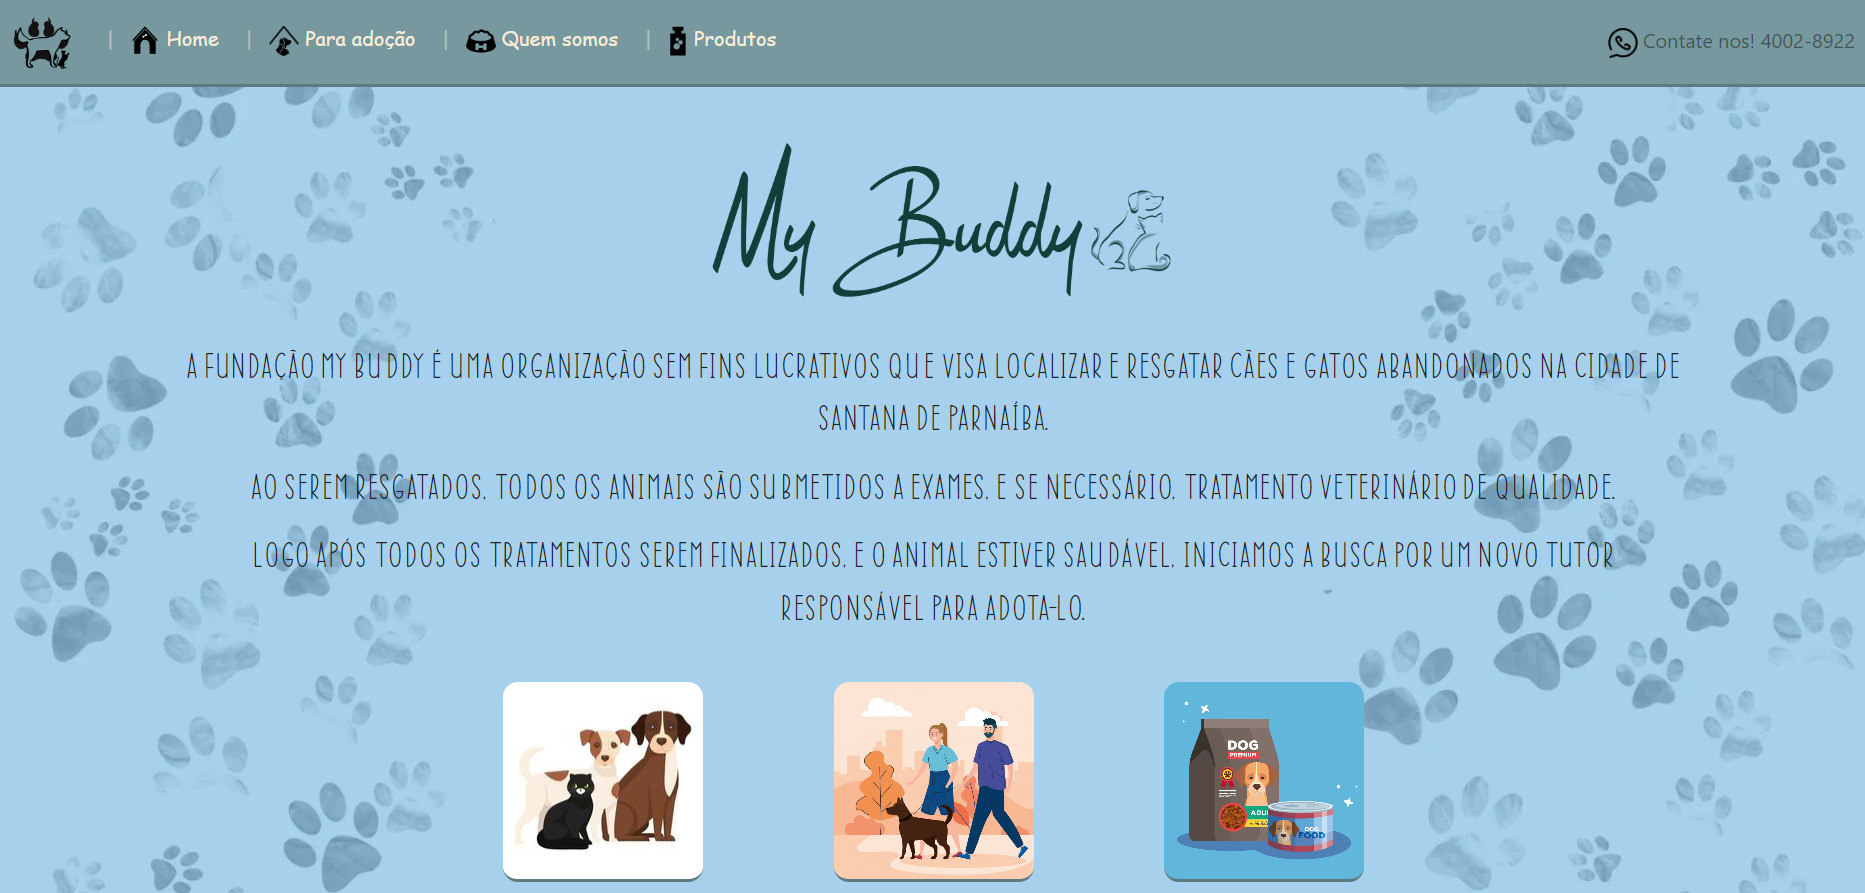 | Home | Para adoção | Quem somos | Produtos
Contate nos! 4002-8922
My Buddy
A FUNDAÇÃO MY BUDDY É UMA ORGANIZAÇÃO SEM FINS LUCRATIVOS QUE VISA LOCALIZAR E RESGATAR CÃES E GATOS ABANDONADOS NA CIDADE DE
SANTANA DE PARNAÍBA.
AO SEREM RESGATADOS, TODOS OS ANIMAIS SÃO SUBMETIDOS A EXAMES, E SE NECESSÁRIO, TRATAMENTO VETERINÁRIO DE QUALIDADE.
LOGO APÓS TODOS OS TRATAMENTOS SEREM FINALIZADOS, E O ANIMAL ESTIVER SAUDÁVEL, INICIAMOS A BUSCA POR UM NOVO TUTOR
RESPONSÁVEL PARA ADOTA-LO.
DOG
PREMIUM
ADUL
DOG
FOOD